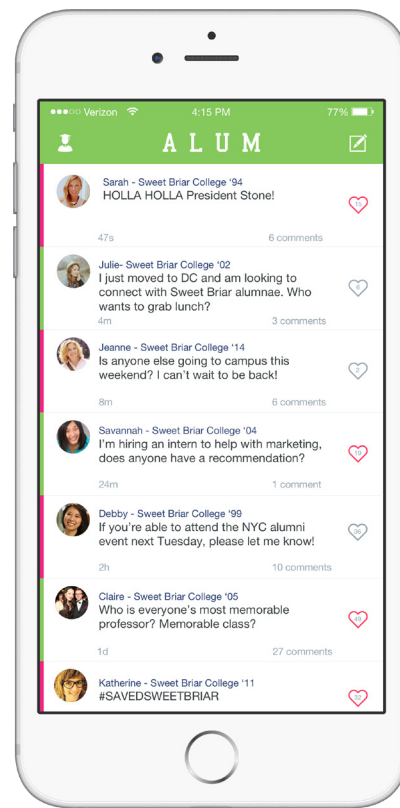 Verizon 4:15 PM 77%
ALUM
Sarah - Sweet Briar College '94
HOLLA HOLLA President Stone!
15
47s 6 comments
Julie- Sweet Briar College '02
I just moved to DC and am looking to
connect with Sweet Briar alumnae. Who
wants to grab lunch?
6
4m 3 comments
Jeanne - Sweet Briar College '14
Is anyone else going to campus this
weekend? I can't wait to be back!
2
8m 6 comments
Savannah - Sweet Briar College '04
I'm hiring an intern to help with marketing,
does anyone have a recommendation?
19
24m 1 comment
Debby - Sweet Briar College '99
If you're able to attend the NYC alumni
event next Tuesday, please let me know!
36
2h 10 comments
Claire - Sweet Briar College '05
Who is everyone's most memorable
professor? Memorable class?
49
1d 27 comments
Katherine - Sweet Briar College '11
#SAVEDSWEETBRIAR
32